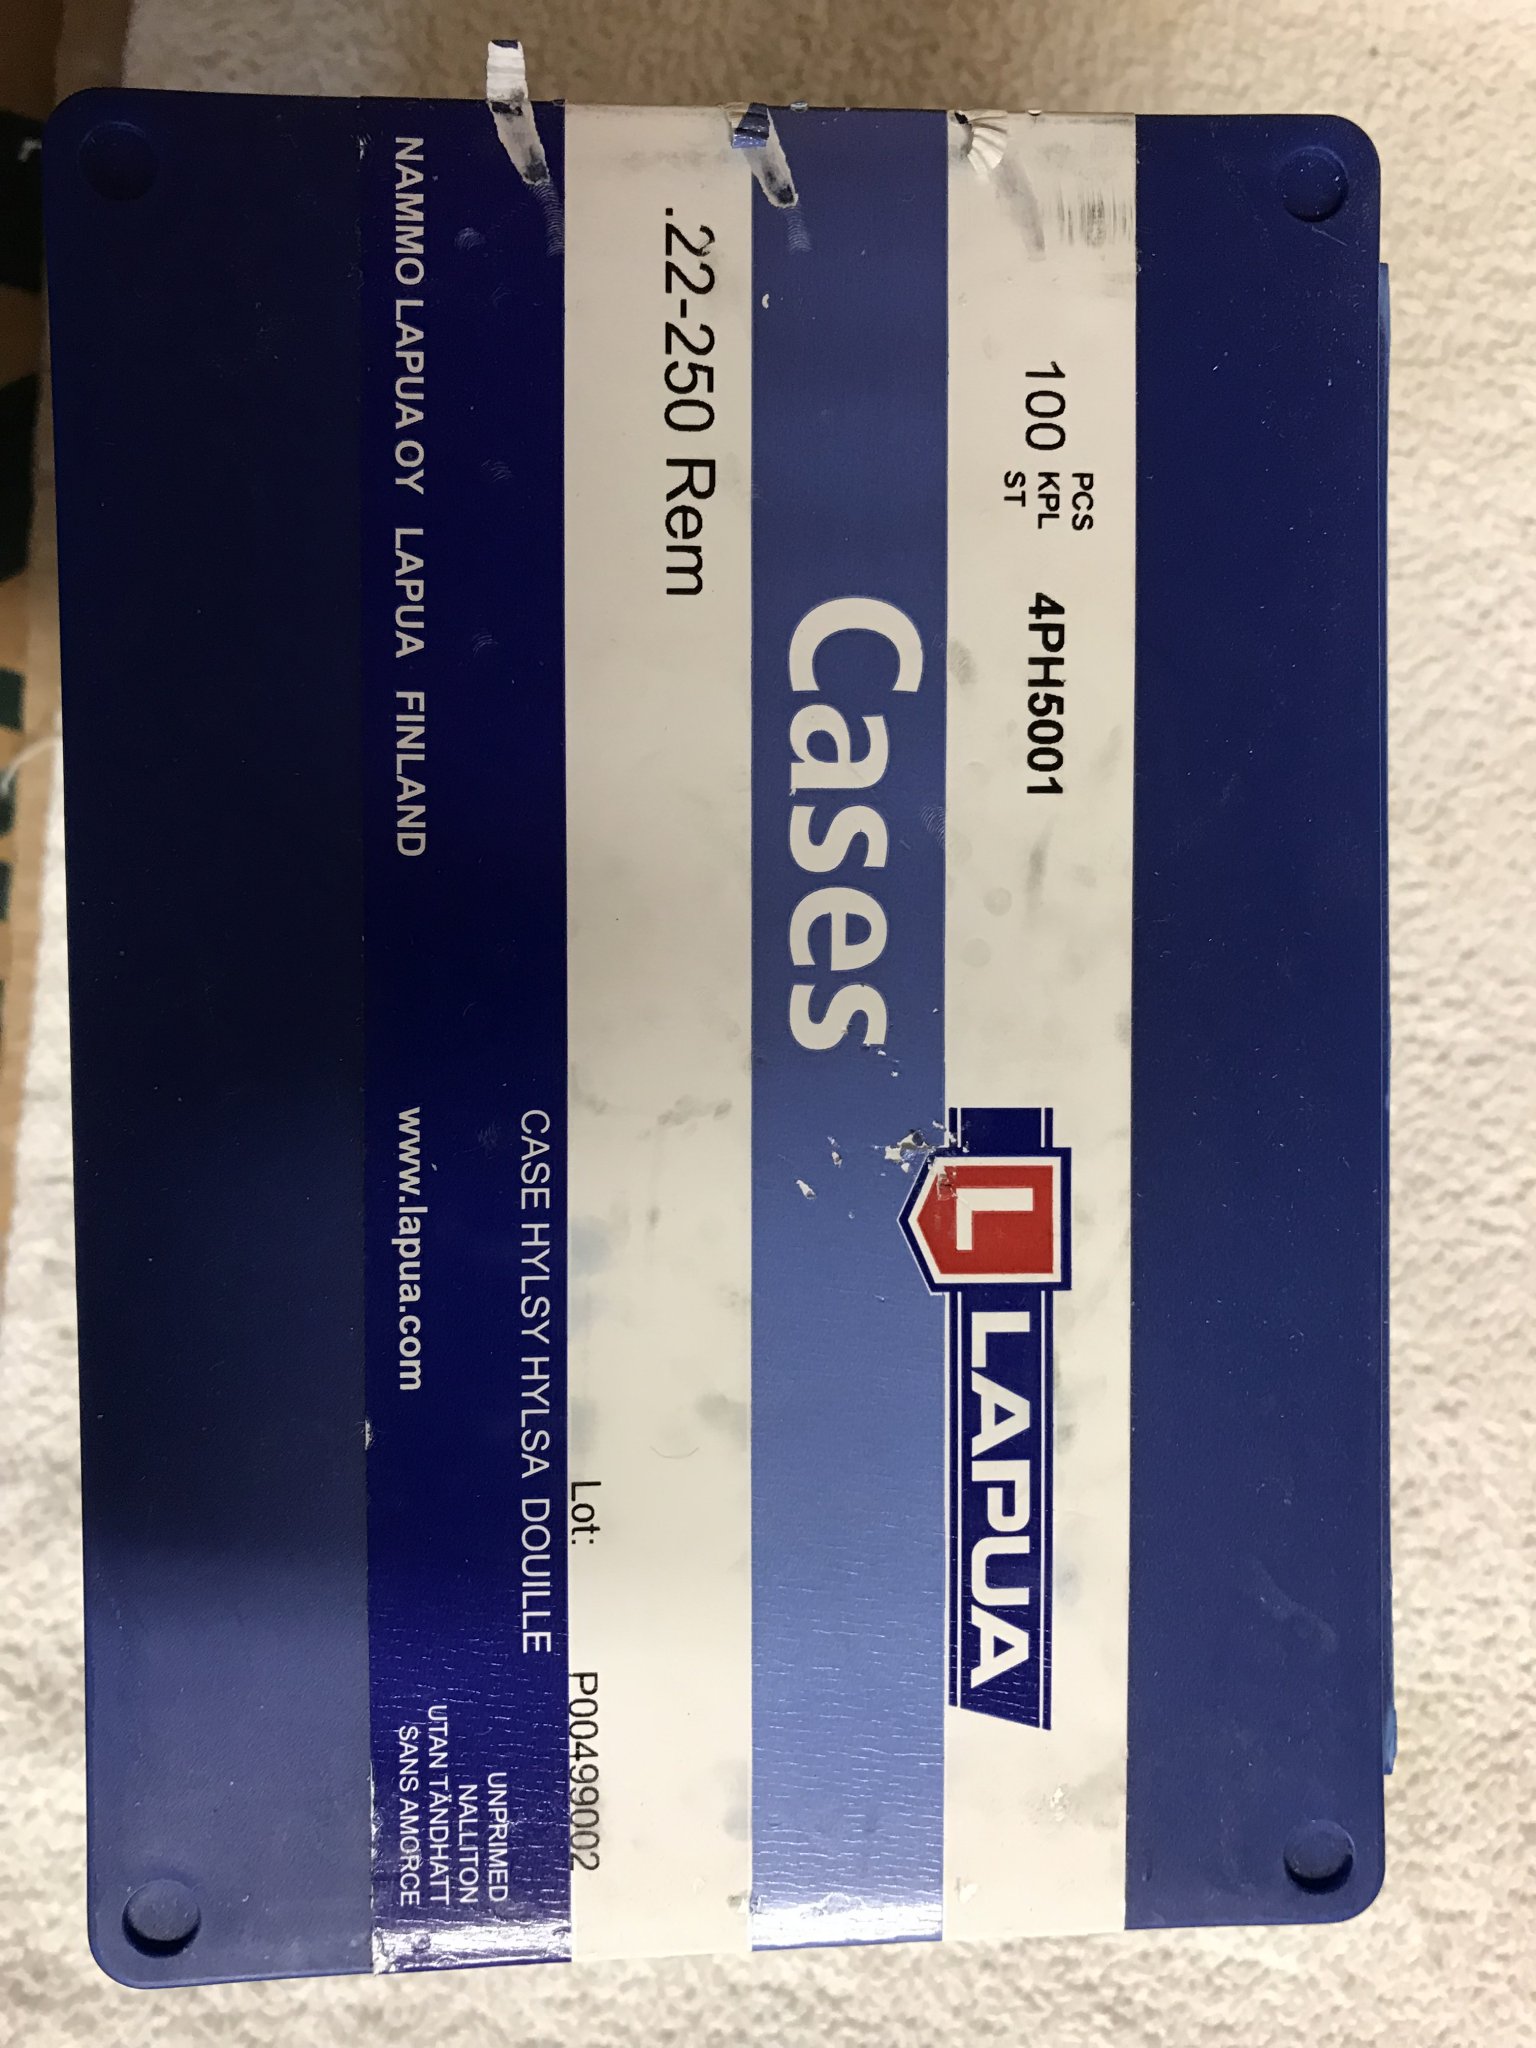 100 PCS
KPL
ST
4PH5001
L LAPUA
Cases
.22-250 Rem
Lot: P00499002
CASE HYLSY HYLSA DOUILLE
UNPRIMED
NALLITON
UTAN TÄNDHATT
SANS AMORCE
NAMMO LAPUA OY LAPUA FINLAND
www.lapua.com